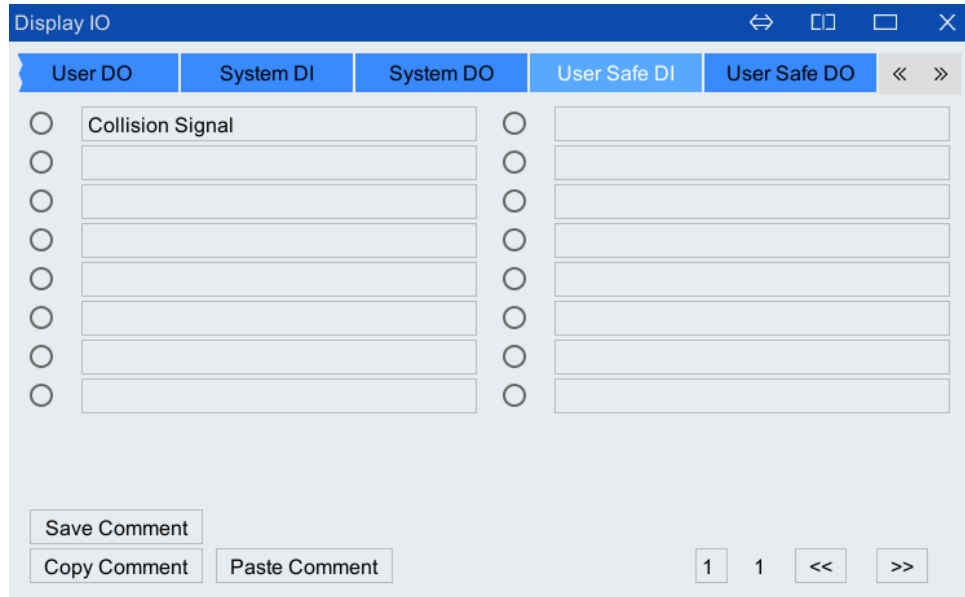 Display IO
User DO System DI System DO User Safe DI User Safe DO « »
Collision Signal
Save Comment
Copy Comment Paste Comment 1 1 << >>